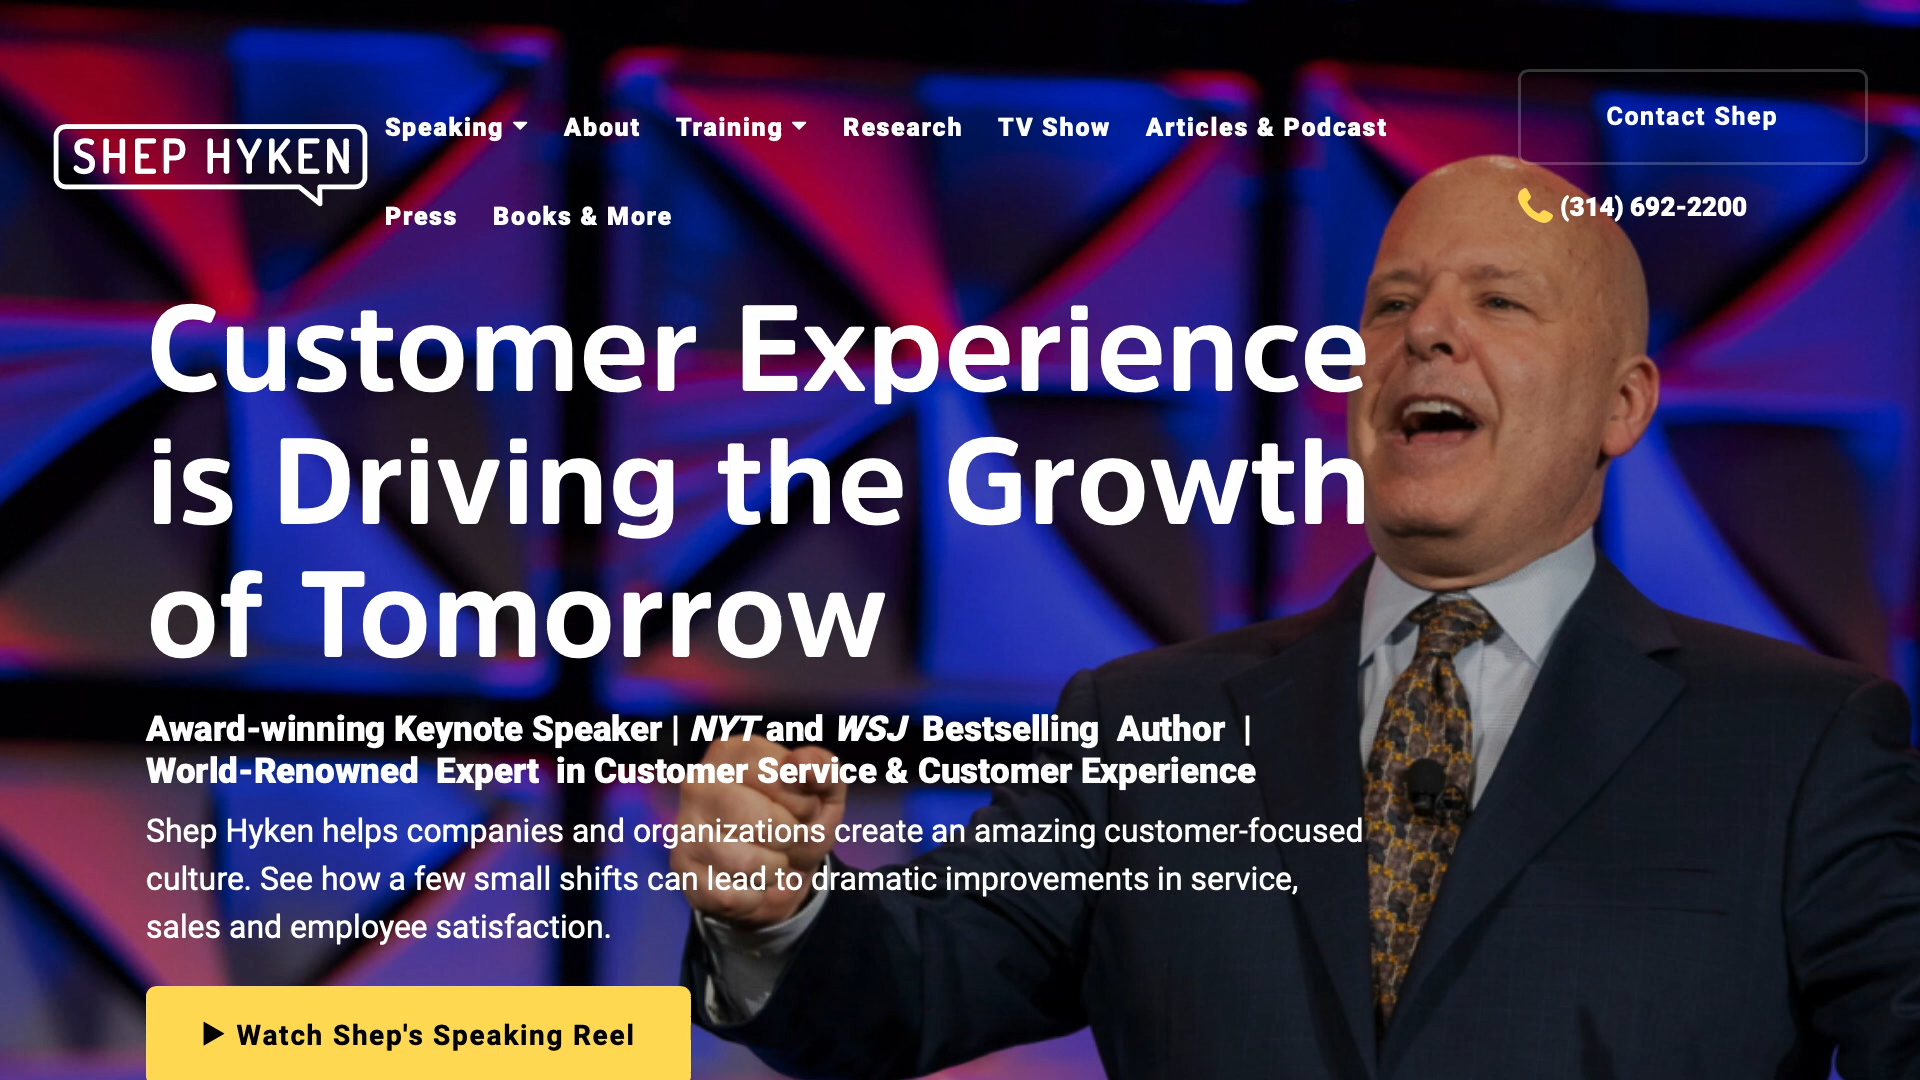 SHEP HYKEN
Speaking About Training Research TV Show Articles & Podcast
Press Books & More
Contact Shep
(314) 692-2200
Customer Experience
is Driving the Growth
of Tomorrow
Award-winning Keynote Speaker | NYT and WSJ Bestselling Author |
World-Renowned Expert in Customer Service & Customer Experience
Shep Hyken helps companies and organizations create an amazing customer-focused
culture. See how a few small shifts can lead to dramatic improvements in service,
sales and employee satisfaction.
Watch Shep's Speaking Reel